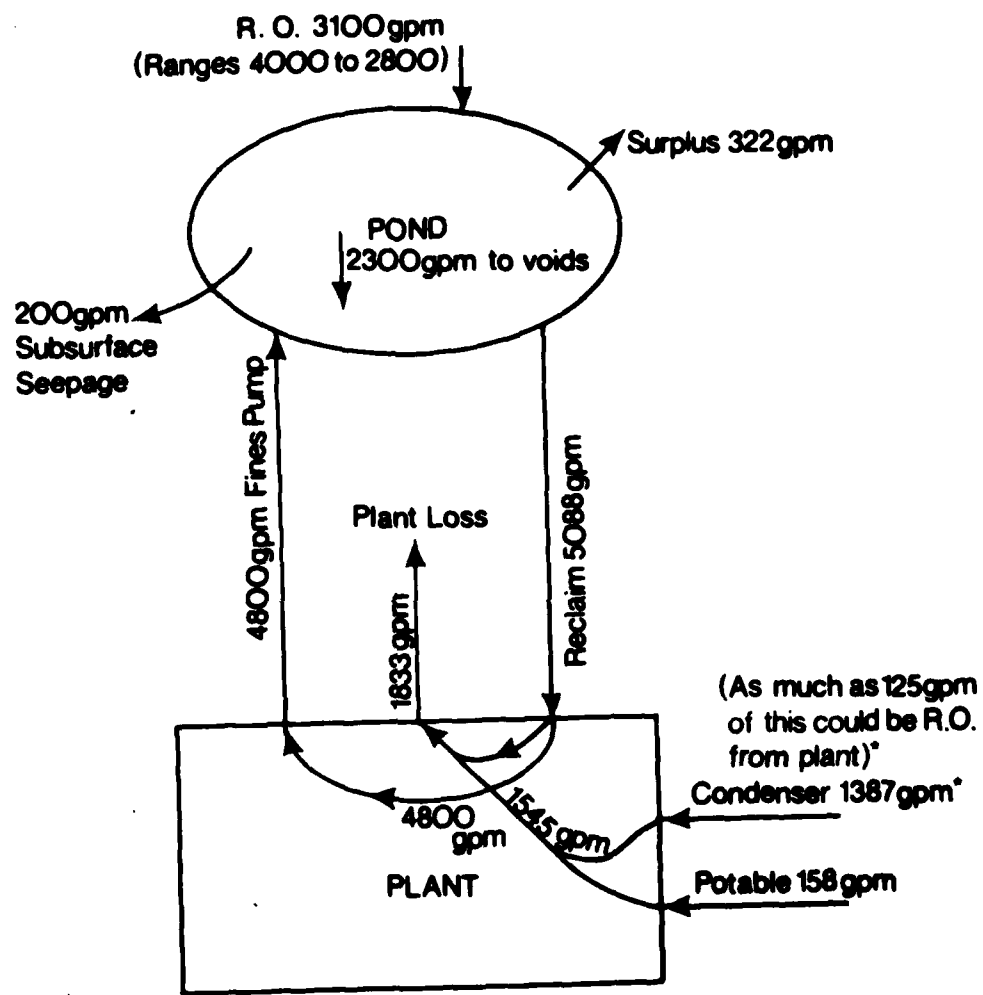 R. O. 3100gpm
(Ranges 4000 to 2800)
Surplus 322gpm
POND
2300gpm to voids
200gpm
Subsurface
Seepage
4800gpm Fines Pump
Plant Loss
1833gpm
Reclaim 5088gpm
(As much as 125gpm
of this could be R.O.
from plant)*
Condenser 1387gpm*
4800
gpm
1545gpm
PLANT
Potable 158gpm